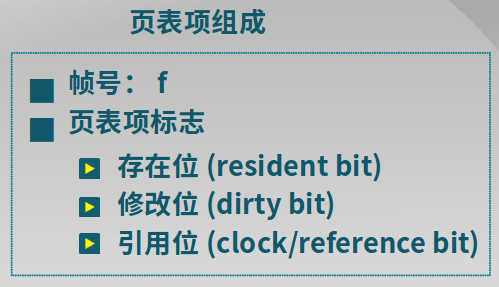 页表项组成
帧号： f
页表项标志
存在位 (resident bit)
修改位 (dirty bit)
引用位 (clock/reference bit)